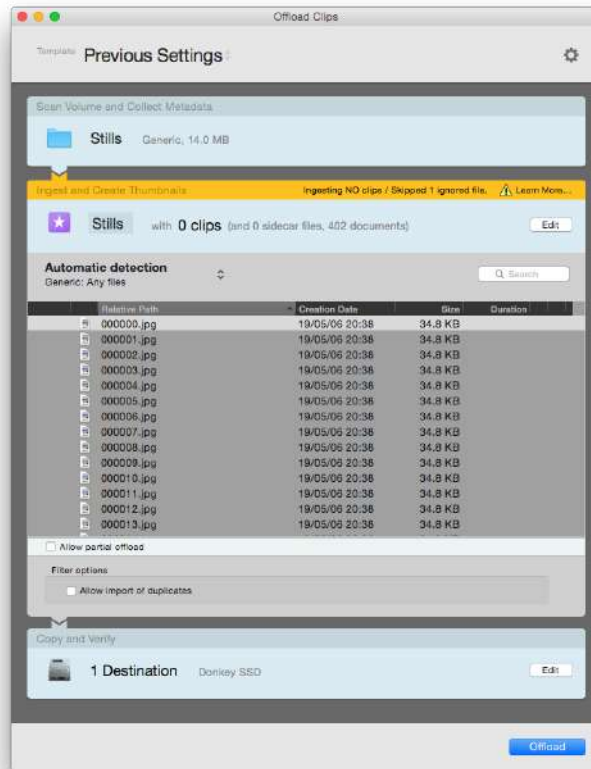 Offload Clips
Template Previous Settings
Scan Volume and Collect Metadata
Stills Generic, 14.0 MB
Ingest and Create Thumbnails Ingesting NO clips / Skipped 1 ignored file. Learn More...
Stills with 0 clips (and 0 sidecar files, 402 documents) Edit
Automatic detection
Generic: Any files
Search
Relative Path Creation Date Size Duration
000000.jpg 19/05/06 20:38 34.8 KB
000001.jpg 19/05/06 20:38 34.8 KB
000002.jpg 19/05/06 20:38 34.8 KB
000003.jpg 19/05/06 20:38 34.8 KB
000004.jpg 19/05/06 20:38 34.8 KB
000005.jpg 19/05/06 20:38 34.8 KB
000006.jpg 19/05/06 20:38 34.8 KB
000007.jpg 19/05/06 20:38 34.8 KB
000008.jpg 19/05/06 20:38 34.8 KB
000009.jpg 19/05/06 20:38 34.8 KB
000010.jpg 19/05/06 20:38 34.8 KB
000011.jpg 19/05/06 20:38 34.8 KB
000012.jpg 19/05/06 20:38 34.8 KB
000013.jpg 19/05/06 20:38 34.8 KB
Allow partial offload
Filter options
Allow import of duplicates
Copy and Verify
1 Destination Donkey SSD Edit
Offload